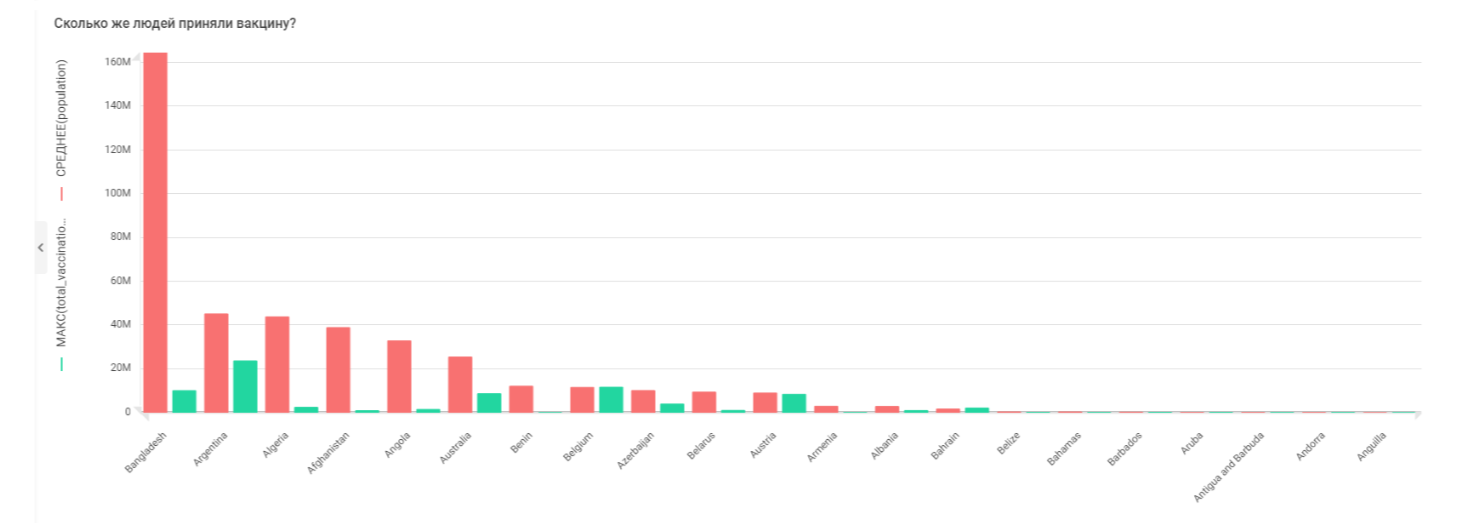 Сколько же людей приняли вакцину?
СРЕДНЕЕ(population)
МАКС(total_vaccinatio...
160M
140M
120M
100M
80M
60M
40M
20M
0
Bangladesh
Argentina
Algeria
Afghanistan
Angola
Australia
Benin
Belgium
Azerbaijan
Belarus
Austria
Armenia
Albania
Bahrain
Belize
Bahamas
Barbados
Aruba
Antigua and Barbuda
Andorra
Anguilla